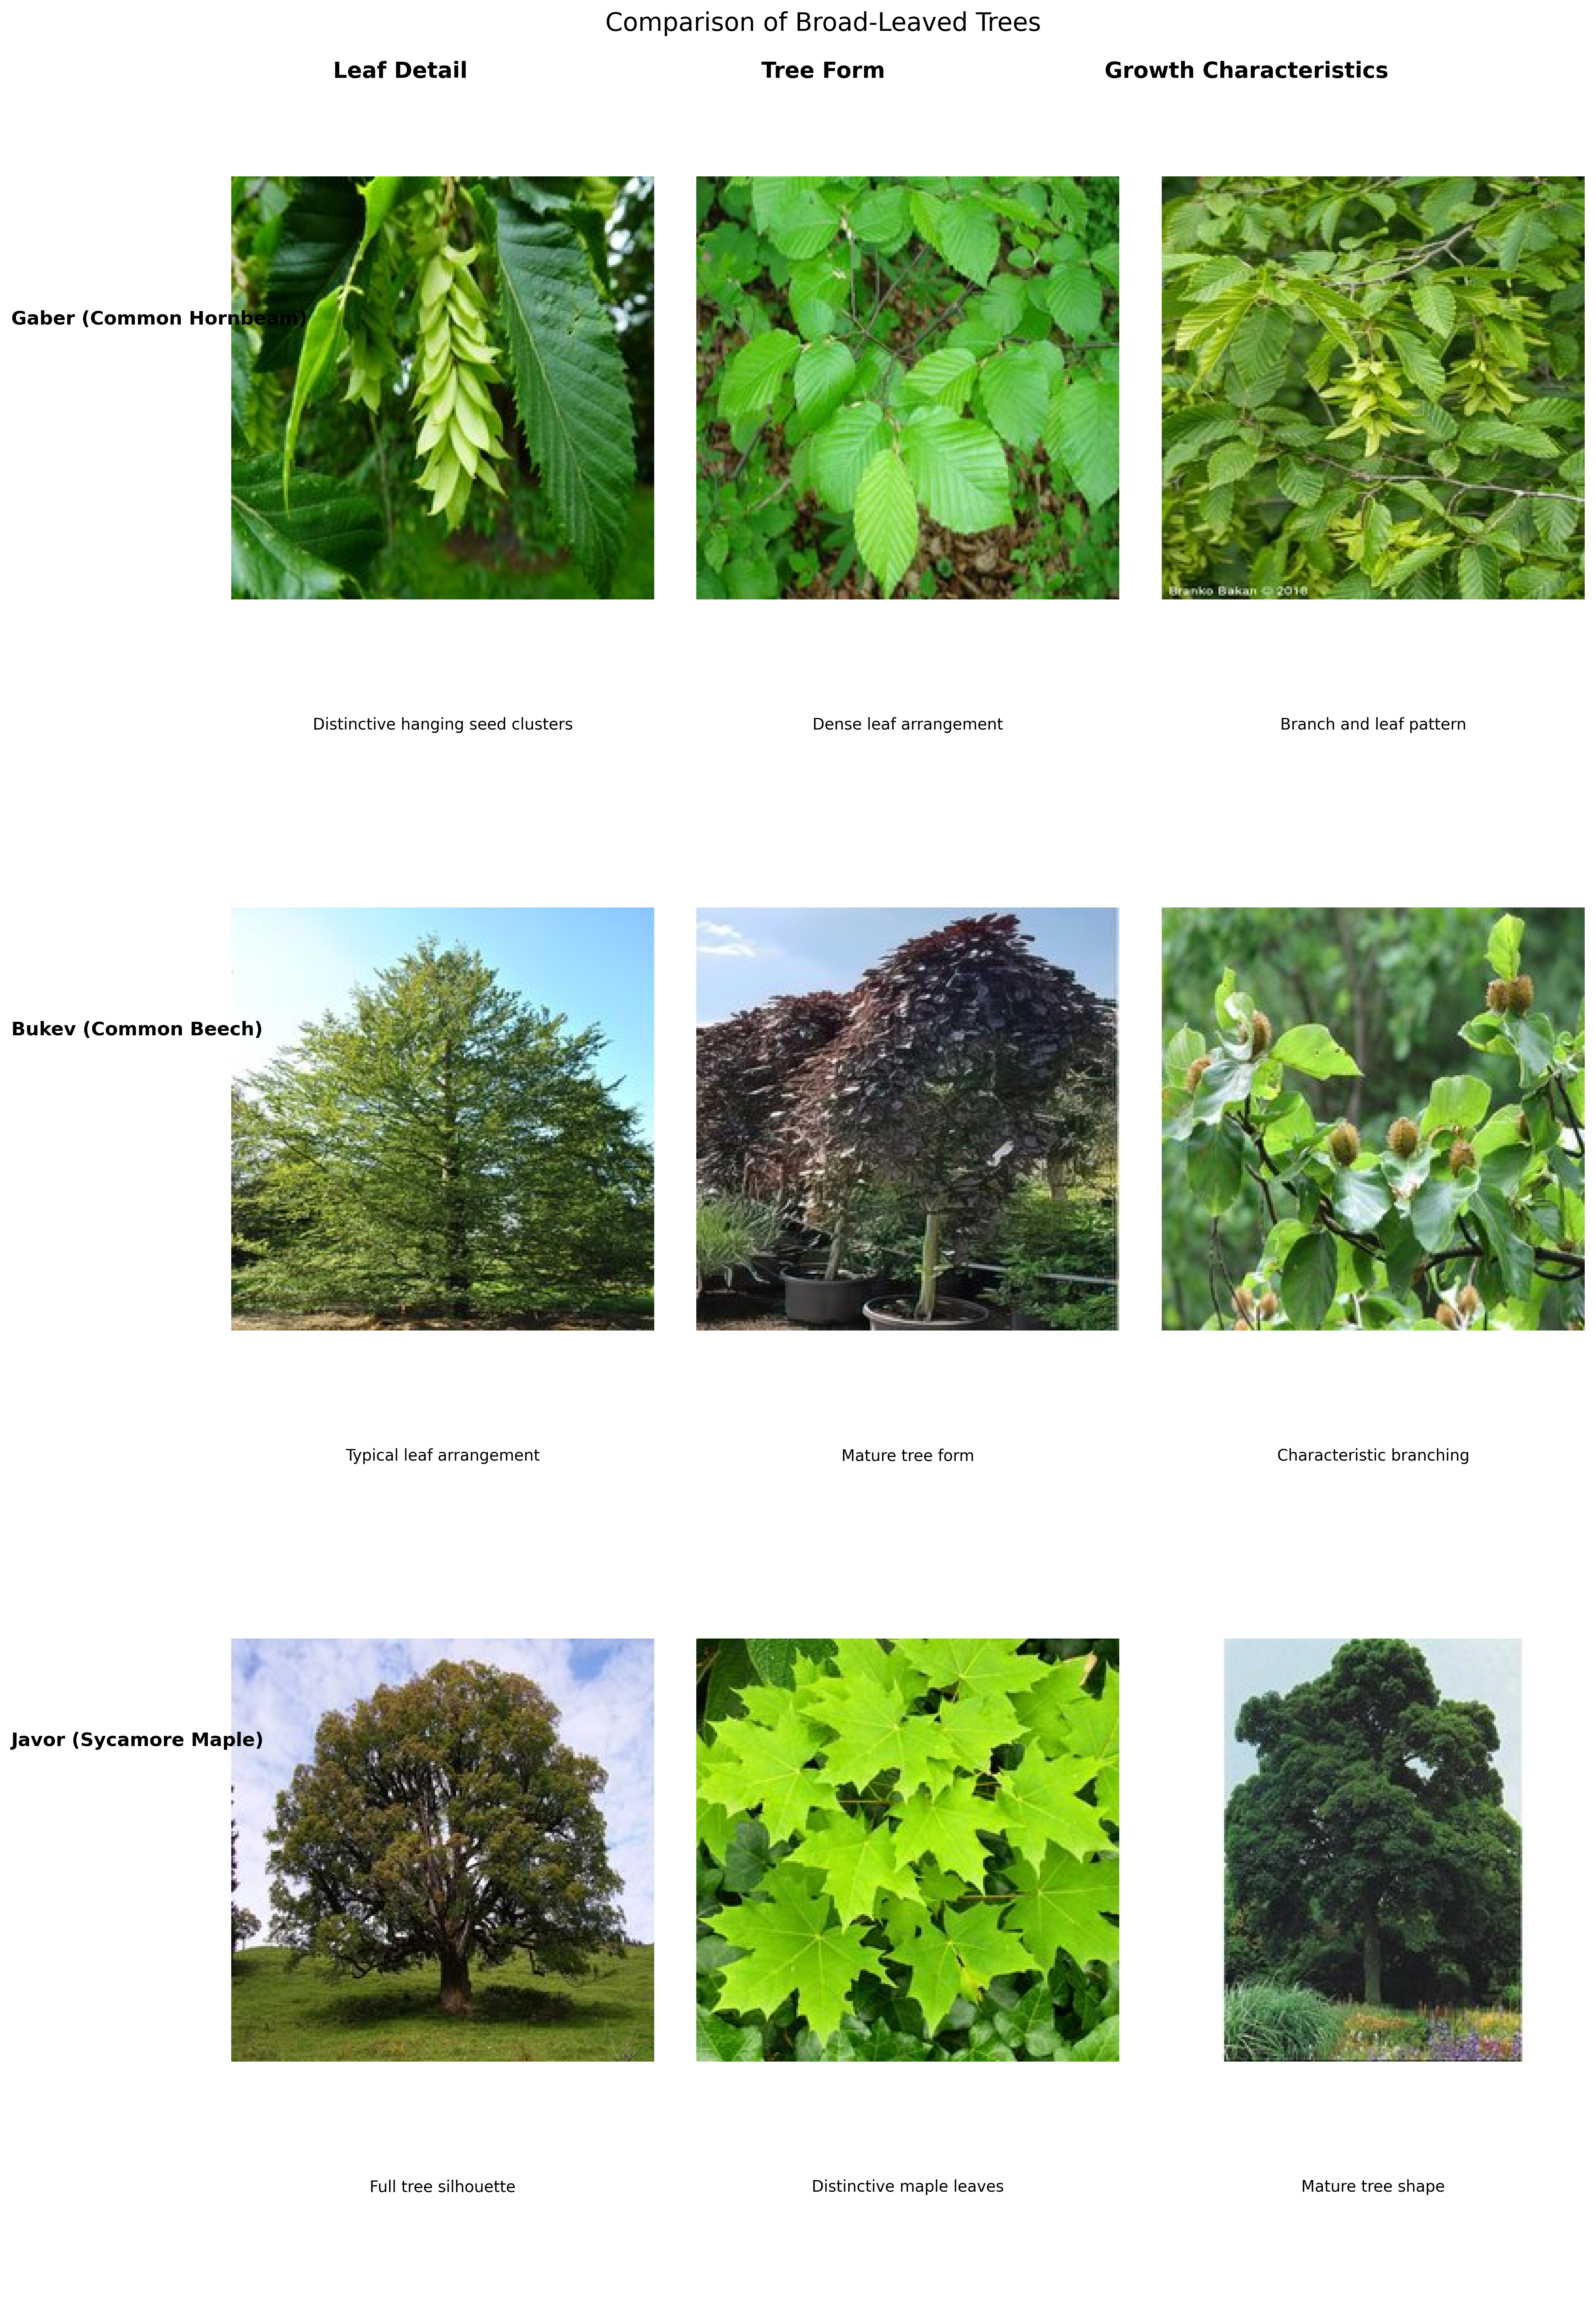 Comparison of Broad-Leaved Trees
Leaf Detail Tree Form Growth Characteristics
Gaber (Common Hornbeam)
Branko Bakan © 2018
Distinctive hanging seed clusters Dense leaf arrangement Branch and leaf pattern
Bukev (Common Beech)
Typical leaf arrangement Mature tree form Characteristic branching
Javor (Sycamore Maple)
Full tree silhouette Distinctive maple leaves Mature tree shape